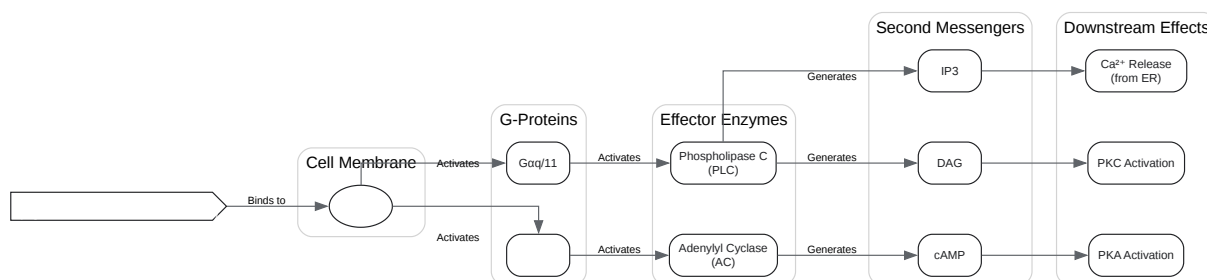 Second Messengers
Downstream Effects
IP3
Ca²⁺ Release
(from ER)
Generates
G-Proteins
Effector Enzymes
Cell Membrane
Activates
Gαq/11
Activates
Phospholipase C
(PLC)
Generates
DAG
PKC Activation
Binds to
Activates
Activates
Adenylyl Cyclase
(AC)
Generates
cAMP
PKA Activation